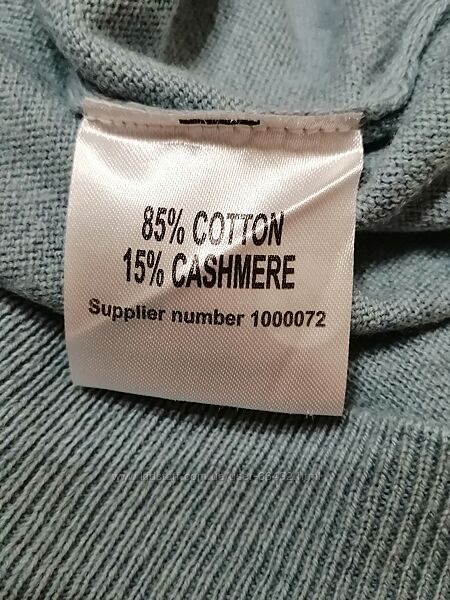 85% COTTON
15% CASHMERE
Supplier number 1000072